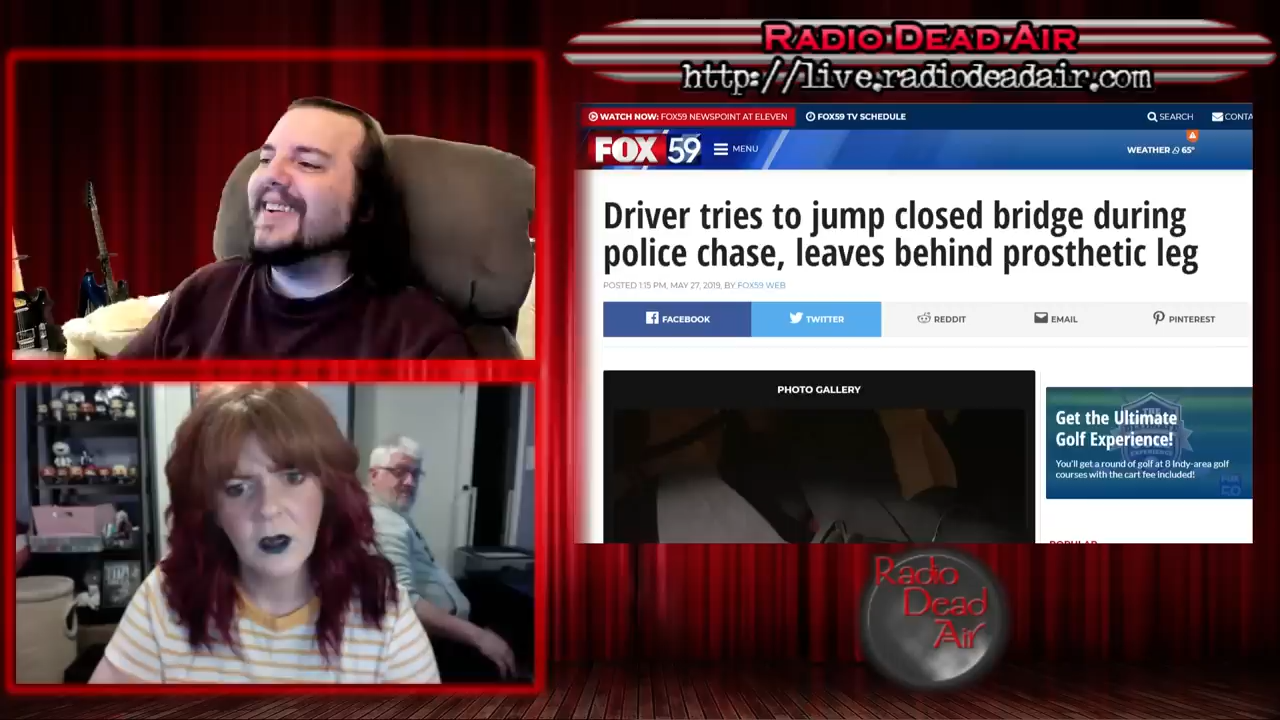 RADIO DEAD AIR
http://live.radiodeadair.com
WATCH NOW: FOX59 NEWSPOINT AT ELEVEN
FOX59 TV SCHEDULE
SEARCH
CONTA
FOX 59
MENU
WEATHER 65°
Driver tries to jump closed bridge during
police chase, leaves behind prosthetic leg
POSTED 1:15 PM, MAY 27, 2019, BY FOX59 WEB
FACEBOOK
TWITTER
REDDIT
EMAIL
PINTEREST
PHOTO GALLERY
Get the Ultimate
Golf Experience!
You'll get a round of golf at 8 Indy-area golf
courses with the cart fee included!
POPULAR
Radio
Dead
Air